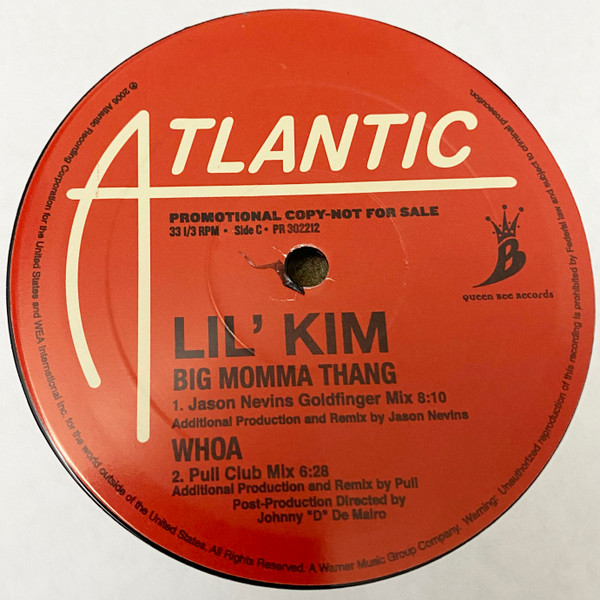 ATLANTIC
PROMOTIONAL COPY-NOT FOR SALE
33 1/3 RPM • Side C • PR 302212
B
QUEEN BEE RECORDS
LIL' KIM
BIG MOMMA THANG
1. Jason Nevins Goldfinger Mix 8:10
Additional Production and Remix by Jason Nevins
WHOA
2. Pull Club Mix 6:28
Additional Production and Remix by Pull
Post-Production Directed by
Johnny "D" De Mairo
℗ 2006 Atlantic Recording Corporation for the United States and WEA International Inc. for the world outside of the United States. All Rights Reserved. A Warner Music Group Company. Warning: Unauthorized reproduction of this recording is prohibited by Federal law and subject to criminal prosecution.